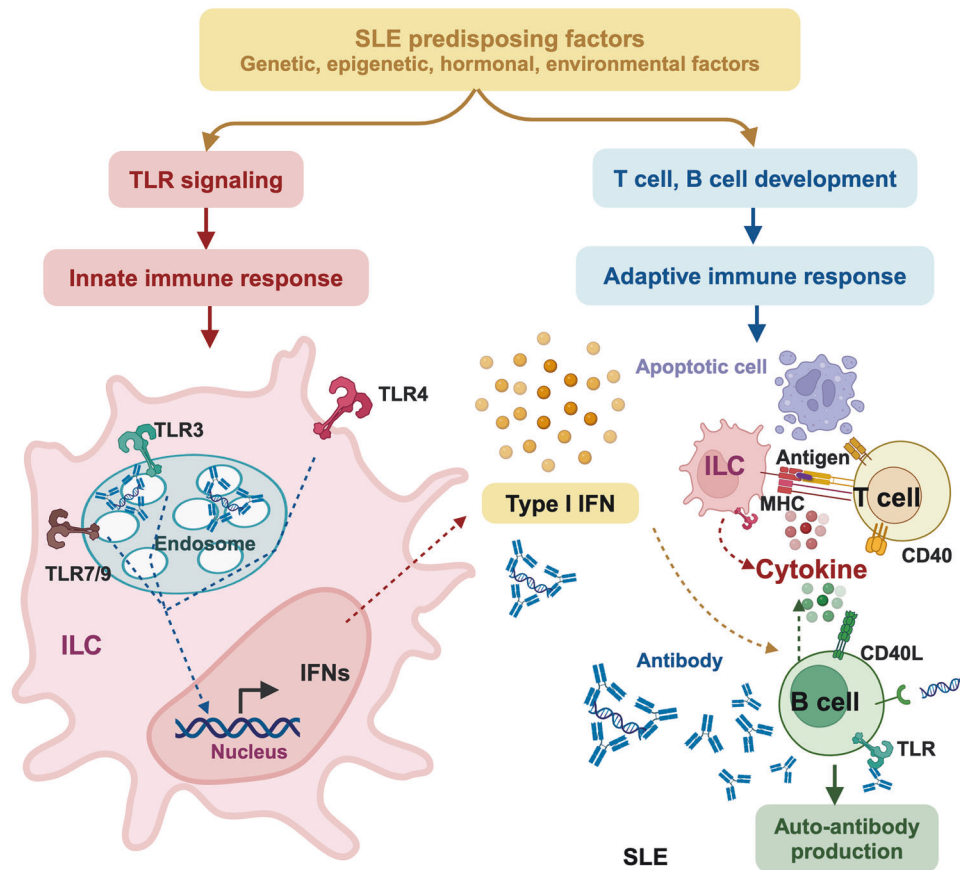 SLE predisposing factors
Genetic, epigenetic, hormonal, environmental factors
TLR signaling
T cell, B cell development
Innate immune response
Adaptive immune response
Apoptotic cell
TLR4
TLR3
ILC
Antigen
T cell
MHC
Type I IFN
Endosome
TLR7/9
CD40
Cytokine
ILC
IFNs
Antibody
CD40L
B cell
Nucleus
TLR
Auto-antibody
production
SLE